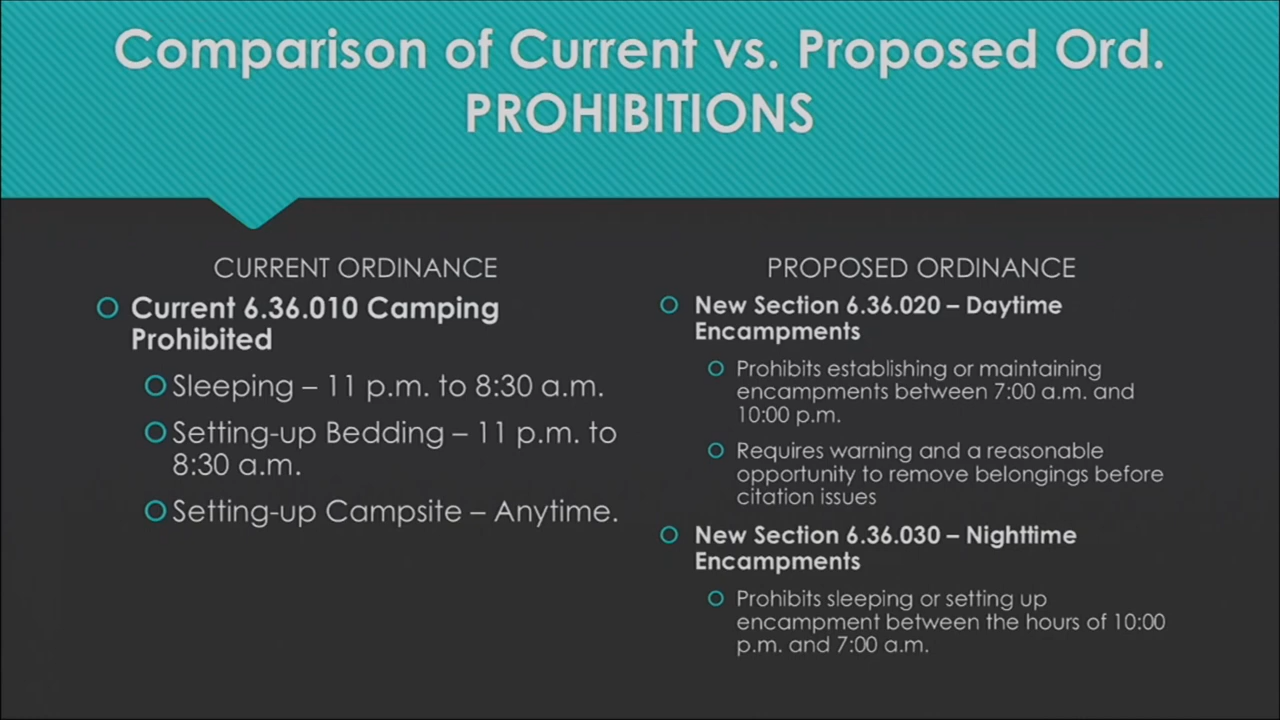 Comparison of Current vs. Proposed Ord.
PROHIBITIONS
CURRENT ORDINANCE
Current 6.36.010 Camping
Prohibited
Sleeping – 11 p.m. to 8:30 a.m.
Setting-up Bedding – 11 p.m. to
8:30 a.m.
Setting-up Campsite – Anytime.
PROPOSED ORDINANCE
New Section 6.36.020 – Daytime
Encampments
Prohibits establishing or maintaining
encampments between 7:00 a.m. and
10:00 p.m.
Requires warning and a reasonable
opportunity to remove belongings before
citation issues
New Section 6.36.030 – Nighttime
Encampments
Prohibits sleeping or setting up
encampment between the hours of 10:00
p.m. and 7:00 a.m.